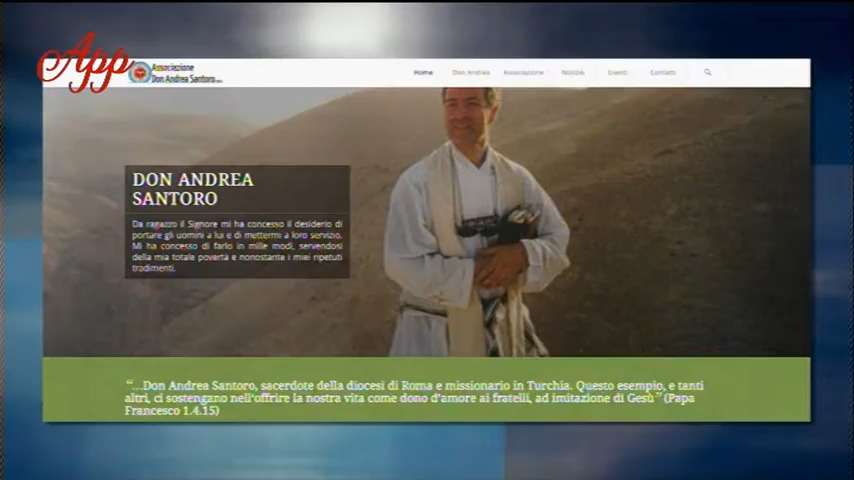 App
Associazione
Don Andrea Santoro
Home Don Andrea Associazione Notizie Eventi Contatti
DON ANDREA
SANTORO
Da ragazzo il Signore mi ha concesso il desiderio di
portare gli uomini a lui e di mettermi a loro servizio.
Mi ha concesso di farlo in mille modi, servendosi
della mia totale povertà e nonostante i miei ripetuti
tradimenti.
“...Don Andrea Santoro, sacerdote della diocesi di Roma e missionario in Turchia. Questo esempio, e tanti
altri, ci sostengano nell'offrire la nostra vita come dono d'amore ai fratelli, ad imitazione di Gesù” (Papa
Francesco 1.4.15)